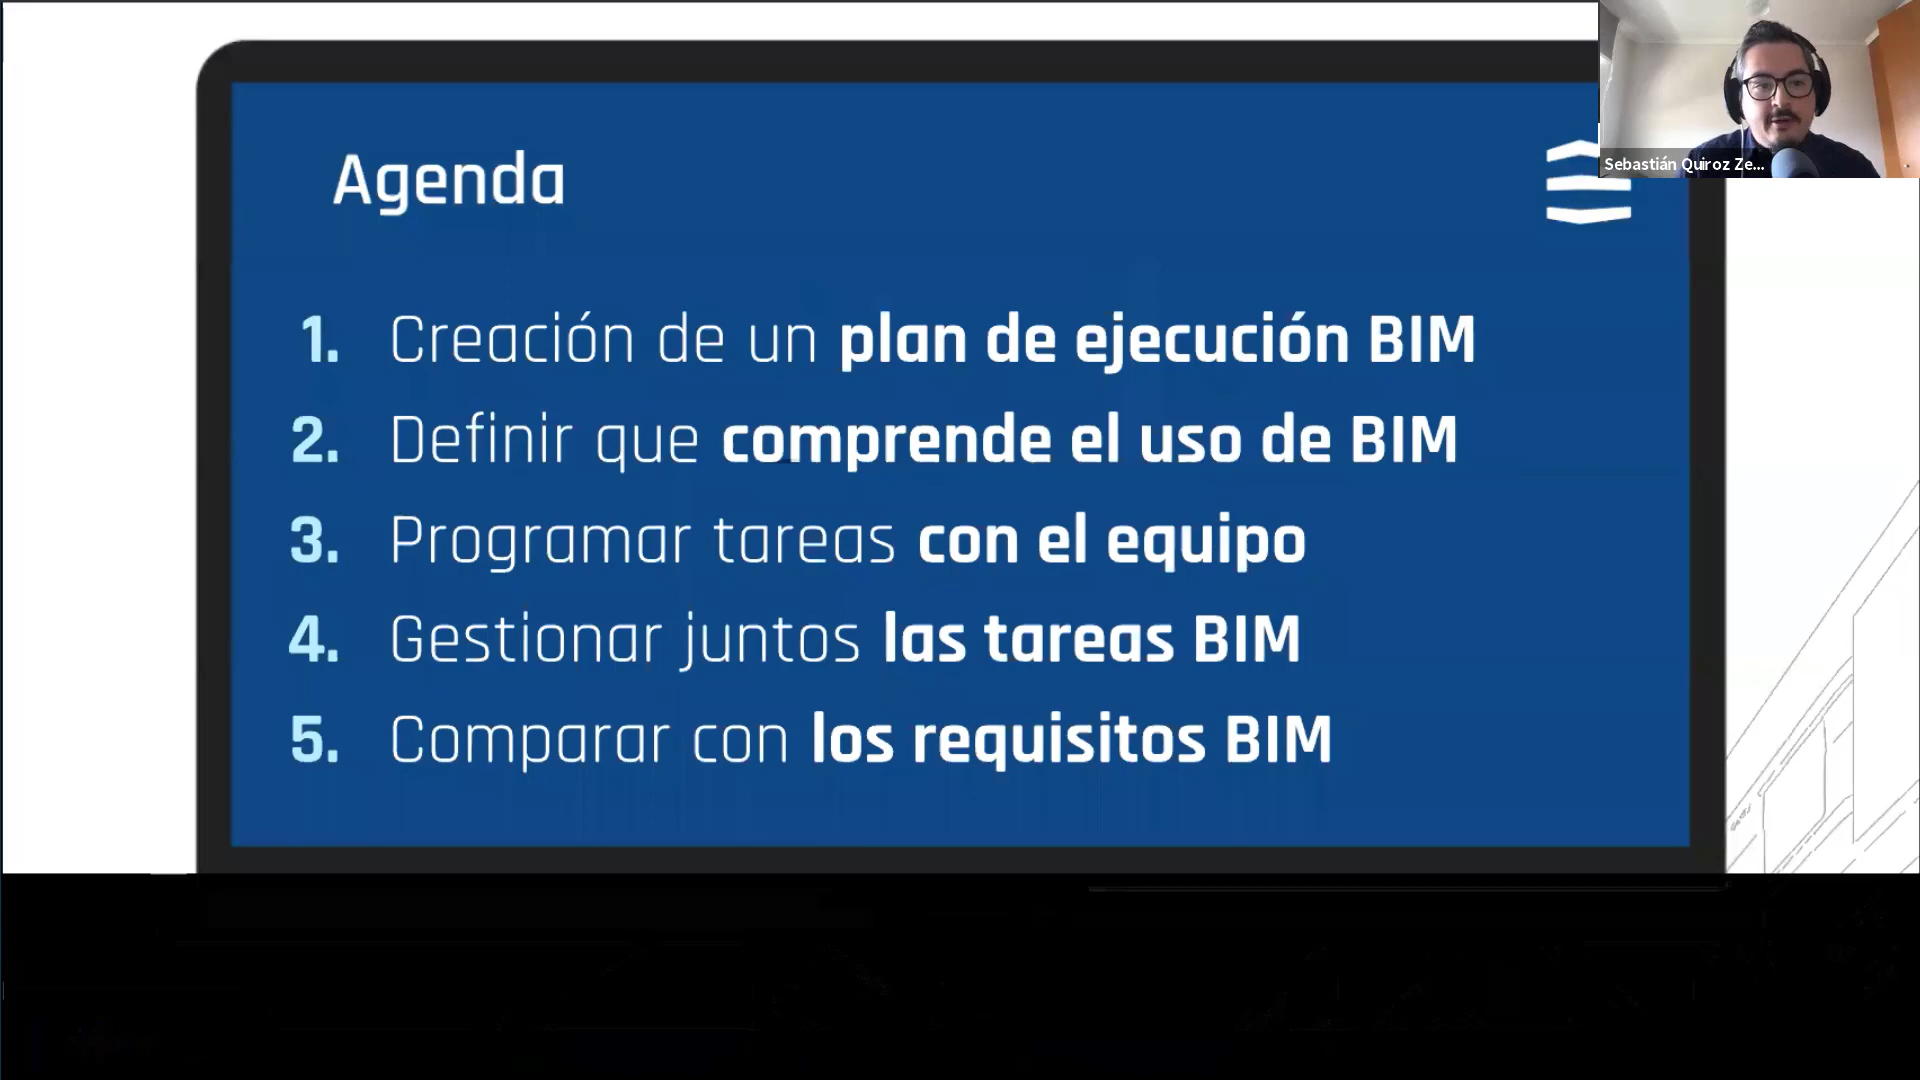 Agenda
1. Creación de un plan de ejecución BIM
2. Definir que comprende el uso de BIM
3. Programar tareas con el equipo
4. Gestionar juntos las tareas BIM
5. Comparar con los requisitos BIM
Sebastián Quiroz Ze...